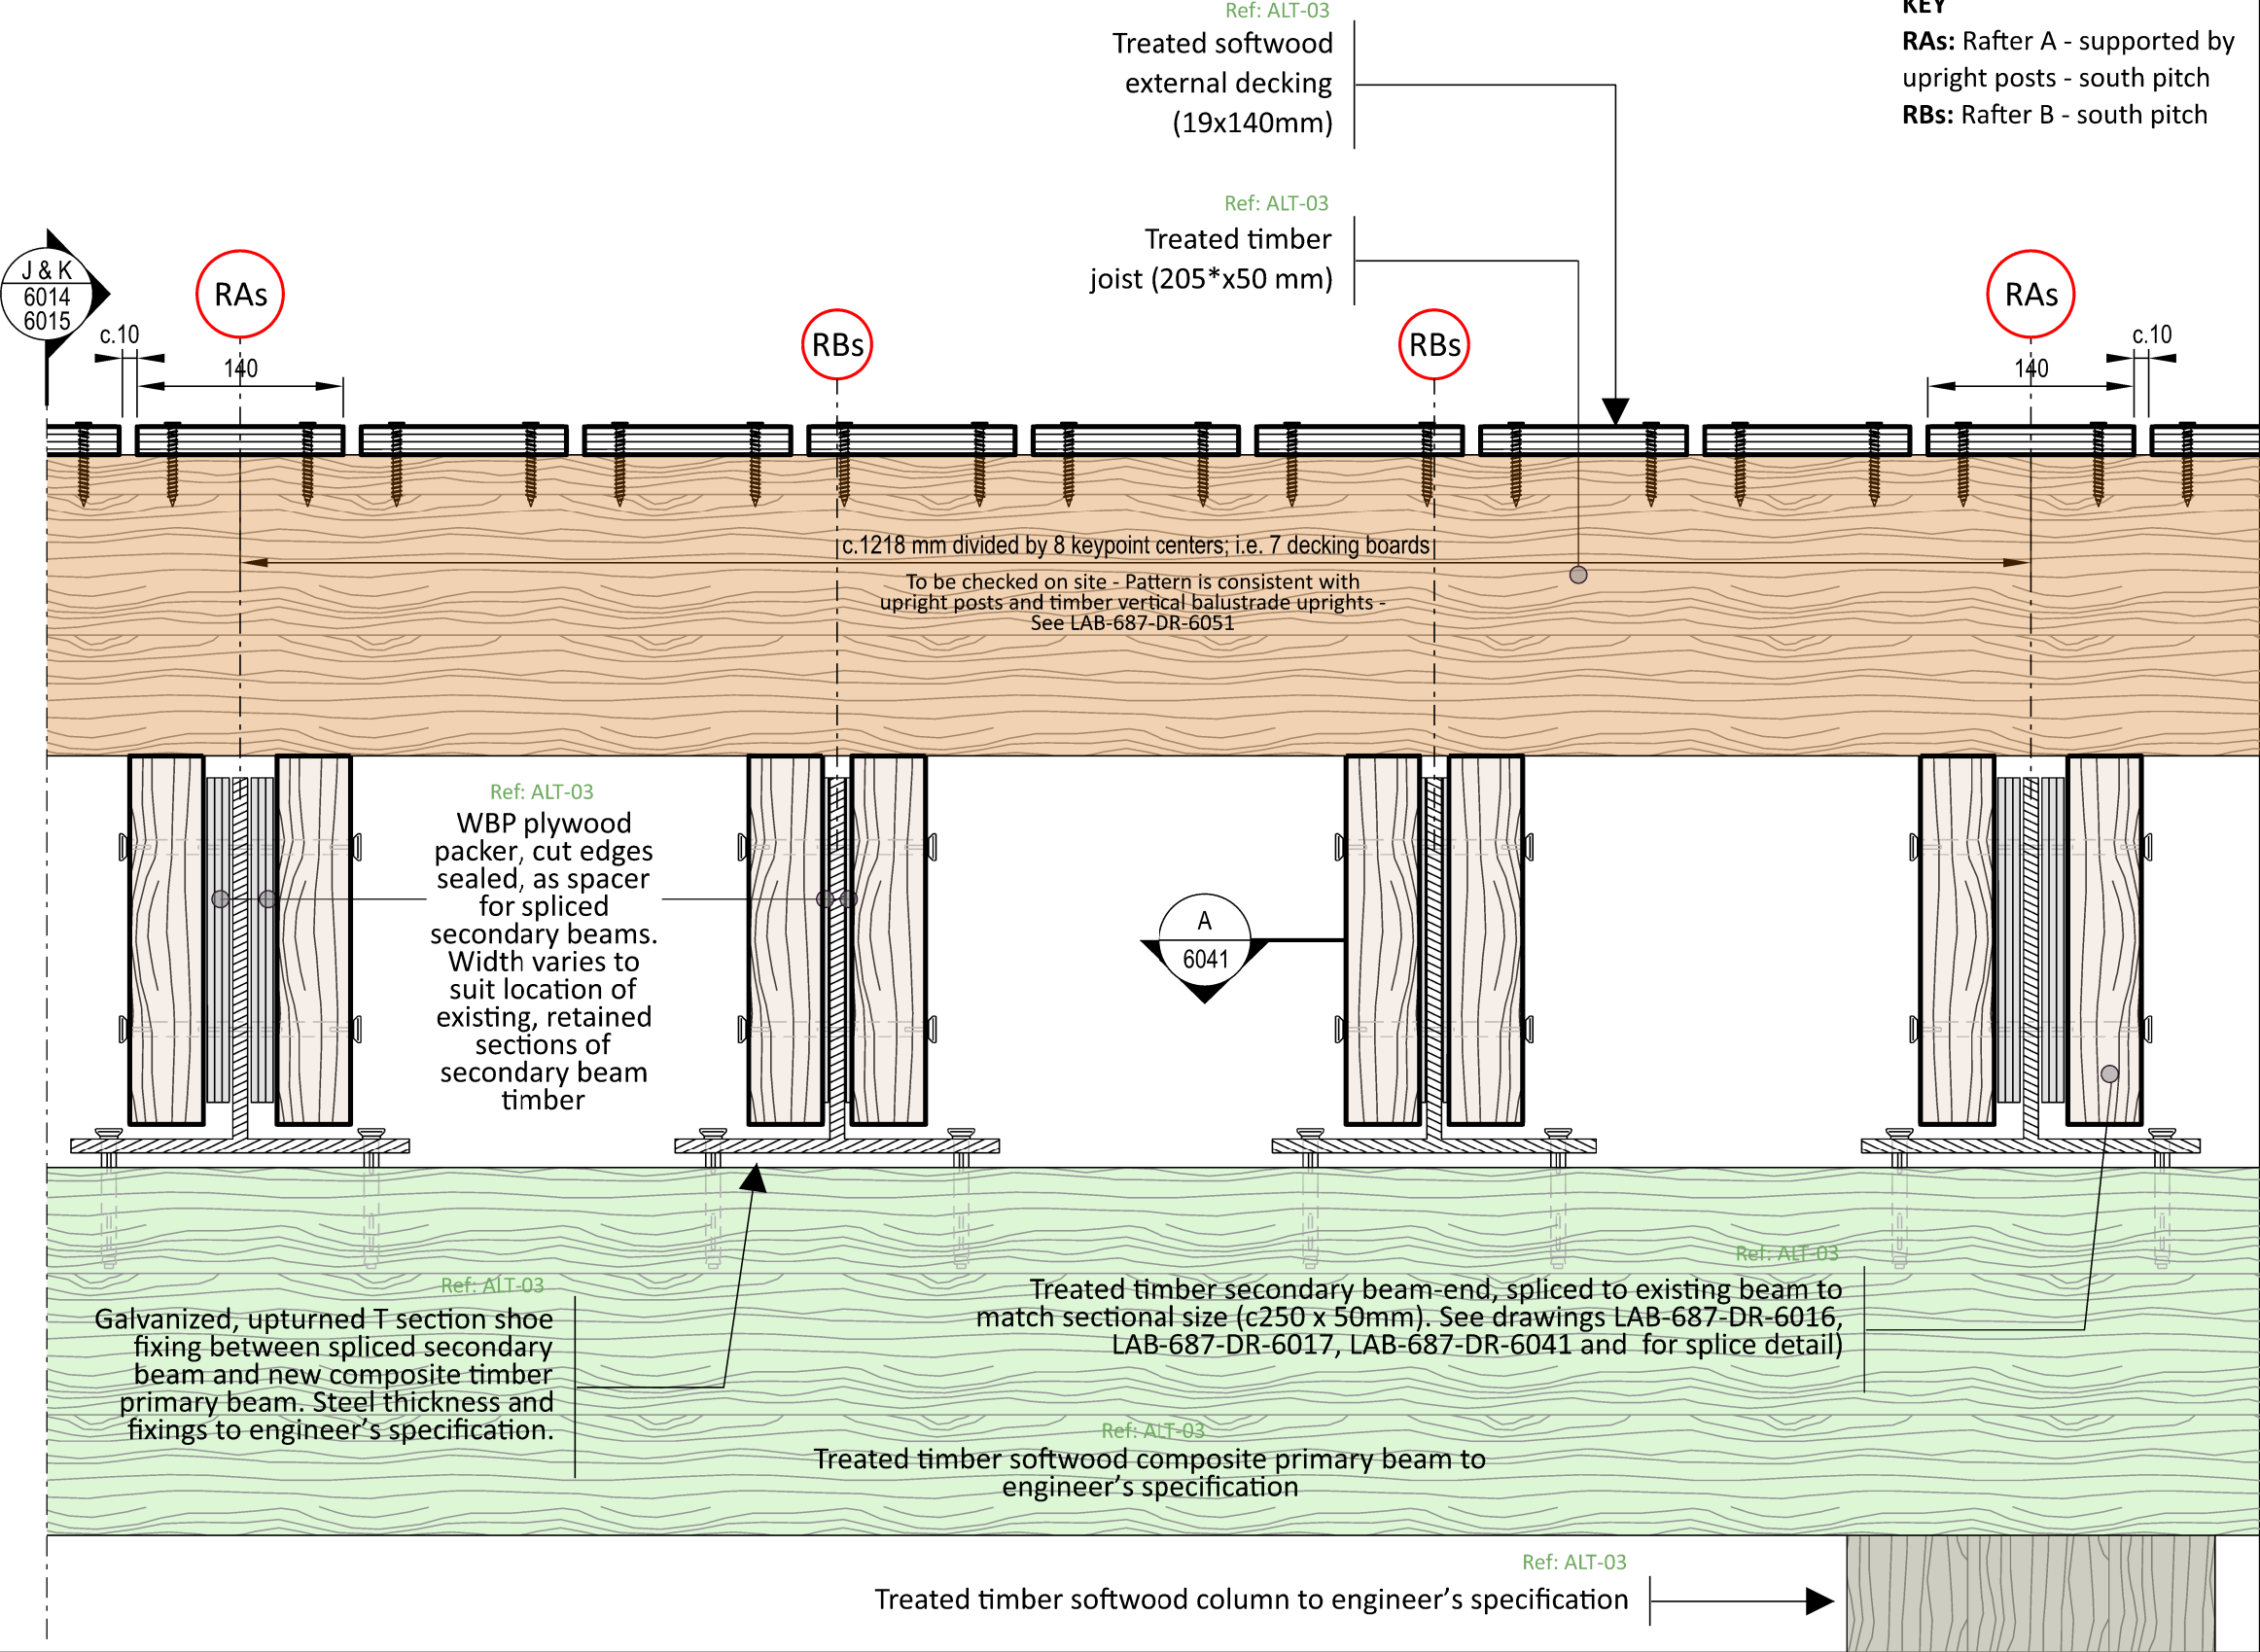 Ref: ALT-03
Treated softwood
external decking
(19x140mm)
KEY
RAs: Rafter A - supported by
upright posts - south pitch
RBs: Rafter B - south pitch
Ref: ALT-03
Treated timber
joist (205*x50 mm)
J & K
6014
6015
RAs
RBs
RBs
RAs
c.10
140
c.10
140
c.1218 mm divided by 8 keypoint centers; i.e. 7 decking boards
To be checked on site - Pattern is consistent with
upright posts and timber vertical balustrade uprights -
See LAB-687-DR-6051
Ref: ALT-03
WBP plywood
packer, cut edges
sealed, as spacer
for spliced
secondary beams.
Width varies to
suit location of
existing, retained
sections of
secondary beam
timber
A
6041
Ref: ALT-03
Galvanized, upturned T section shoe
fixing between spliced secondary
beam and new composite timber
primary beam. Steel thickness and
fixings to engineer’s specification.
Ref: ALT-03
Treated timber secondary beam-end, spliced to existing beam to
match sectional size (c250 x 50mm). See drawings LAB-687-DR-6016,
LAB-687-DR-6017, LAB-687-DR-6041 and  for splice detail)
Ref: ALT-03
Treated timber softwood composite primary beam to
engineer’s specification
Ref: ALT-03
Treated timber softwood column to engineer’s specification